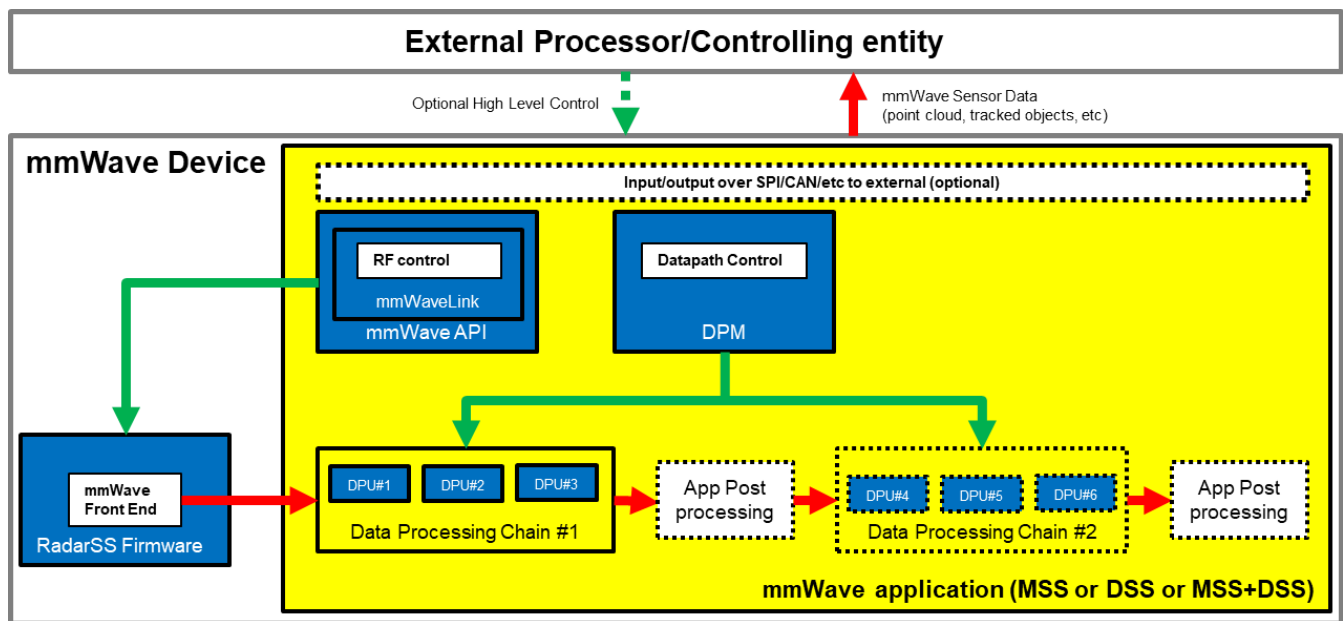 External Processor/Controlling entity
Optional High Level Control
mmWave Sensor Data
(point cloud, tracked objects, etc)
mmWave Device
Input/output over SPI/CAN/etc to external (optional)
RF control
mmWaveLink
mmWave API
Datapath Control
DPM
mmWave
Front End
RadarSS Firmware
DPU#1
DPU#2
DPU#3
Data Processing Chain #1
App Post
processing
DPU#4
DPU#5
DPU#6
Data Processing Chain #2
App Post
processing
mmWave application (MSS or DSS or MSS+DSS)